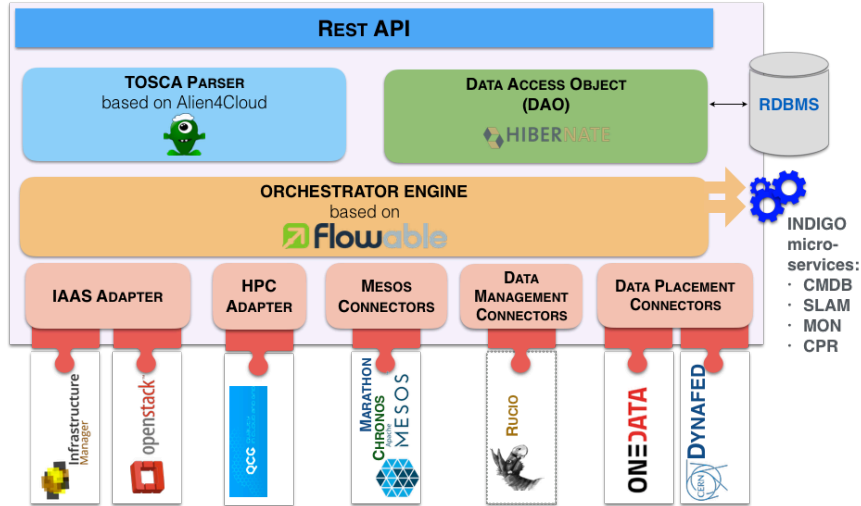 REST API
TOSCA PARSER
based on Alien4Cloud
DATA ACCESS OBJECT
(DAO)
HIBERNATE
RDBMS
ORCHESTRATOR ENGINE
based on
Flowable
INDIGO
micro-
services:
· CMDB
· SLAM
· MON
· CPR
IAAS ADAPTER
HPC
ADAPTER
MESOS
CONNECTORS
DATA
MANAGEMENT
CONNECTORS
DATA PLACEMENT
CONNECTORS
Infrastructure
Manager
openstack
QCG
MARATHON
CHRONOS
Apache
MESOS
RUCIO
ONEDATA
DYNAFED
CERN